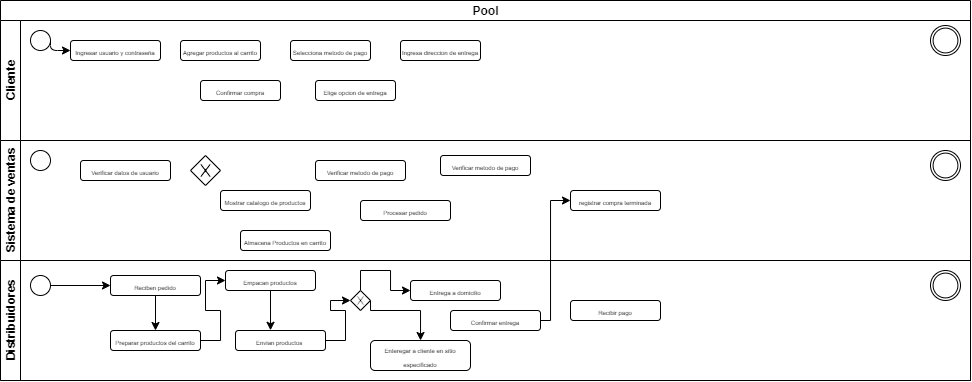 Pool
Cliente
Ingresar usuario y contraseña
Agregar productos al carrito
Selecciona metodo de pago
Ingresa direccion de entrega
Confirmar compra
Elige opcion de entrega
Sistema de ventas
Verificar datos de usuario
Verificar metodo de pago
Verificar metodo de pago
Mostrar catalogo de productos
Procesar pedido
registrar compra terminada
Almacena Productos en carrito
Distribuidores
Reciben pedido
Empacan productos
Entrega a domicilio
Confirmar entrega
Recibir pago
Preparar productos del carrito
Envian productos
Enteregar a cliente en sitio
especificado